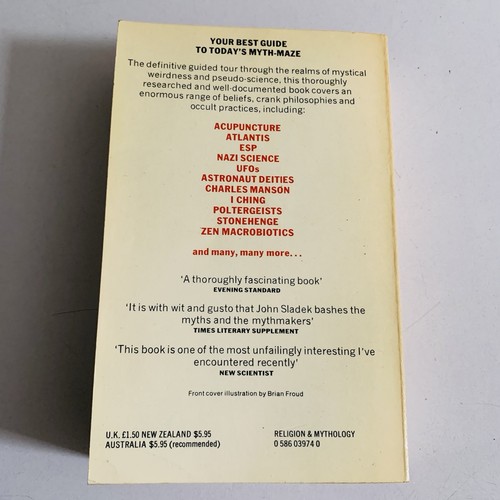 YOUR BEST GUIDE
TO TODAY'S MYTH-MAZE
The definitive guided tour through the realms of mystical
weirdness and pseudo-science, this thoroughly
researched and well-documented book covers an
enormous range of beliefs, crank philosophies and
occult practices, including:
ACUPUNCTURE
ATLANTIS
ESP
NAZI SCIENCE
UFOs
ASTRONAUT DEITIES
CHARLES MANSON
I CHING
POLTERGEISTS
STONEHENGE
ZEN MACROBIOTICS
and many, many more...
'A thoroughly fascinating book'
EVENING STANDARD
'It is with wit and gusto that John Sladek bashes the
myths and the mythmakers'
TIMES LITERARY SUPPLEMENT
'This book is one of the most unfailingly interesting I've
encountered recently'
NEW SCIENTIST
Front cover illustration by Brian Froud
U.K. £1.50 NEW ZEALAND $5.95
AUSTRALIA $5.95 (recommended)
RELIGION & MYTHOLOGY
0 586 03974 0